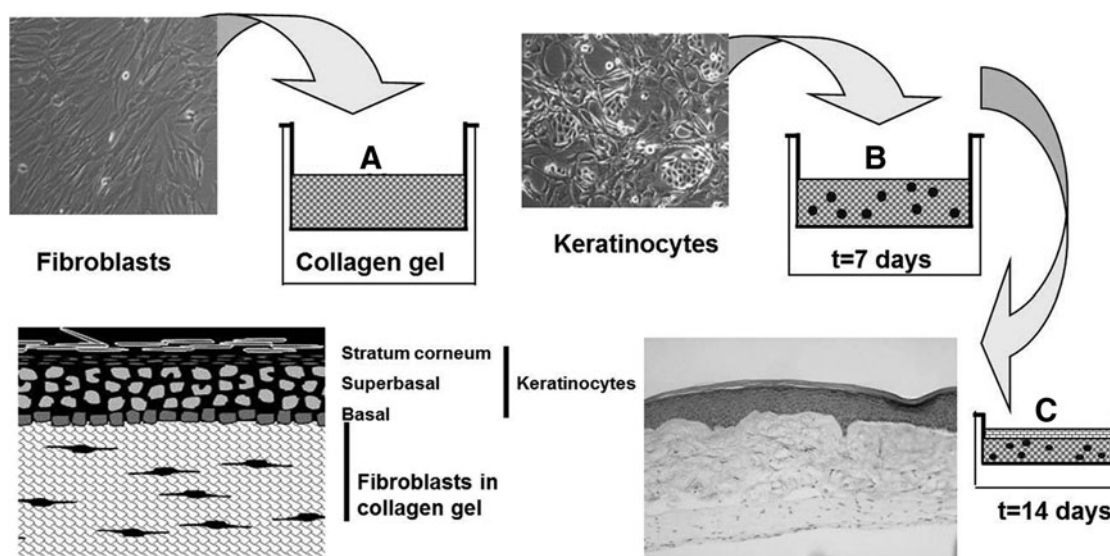 A
Fibroblasts
Collagen gel
B
Keratinocytes
t=7 days
Stratum corneum
Superbasal
Basal
Keratinocytes
Fibroblasts in
collagen gel
C
t=14 days